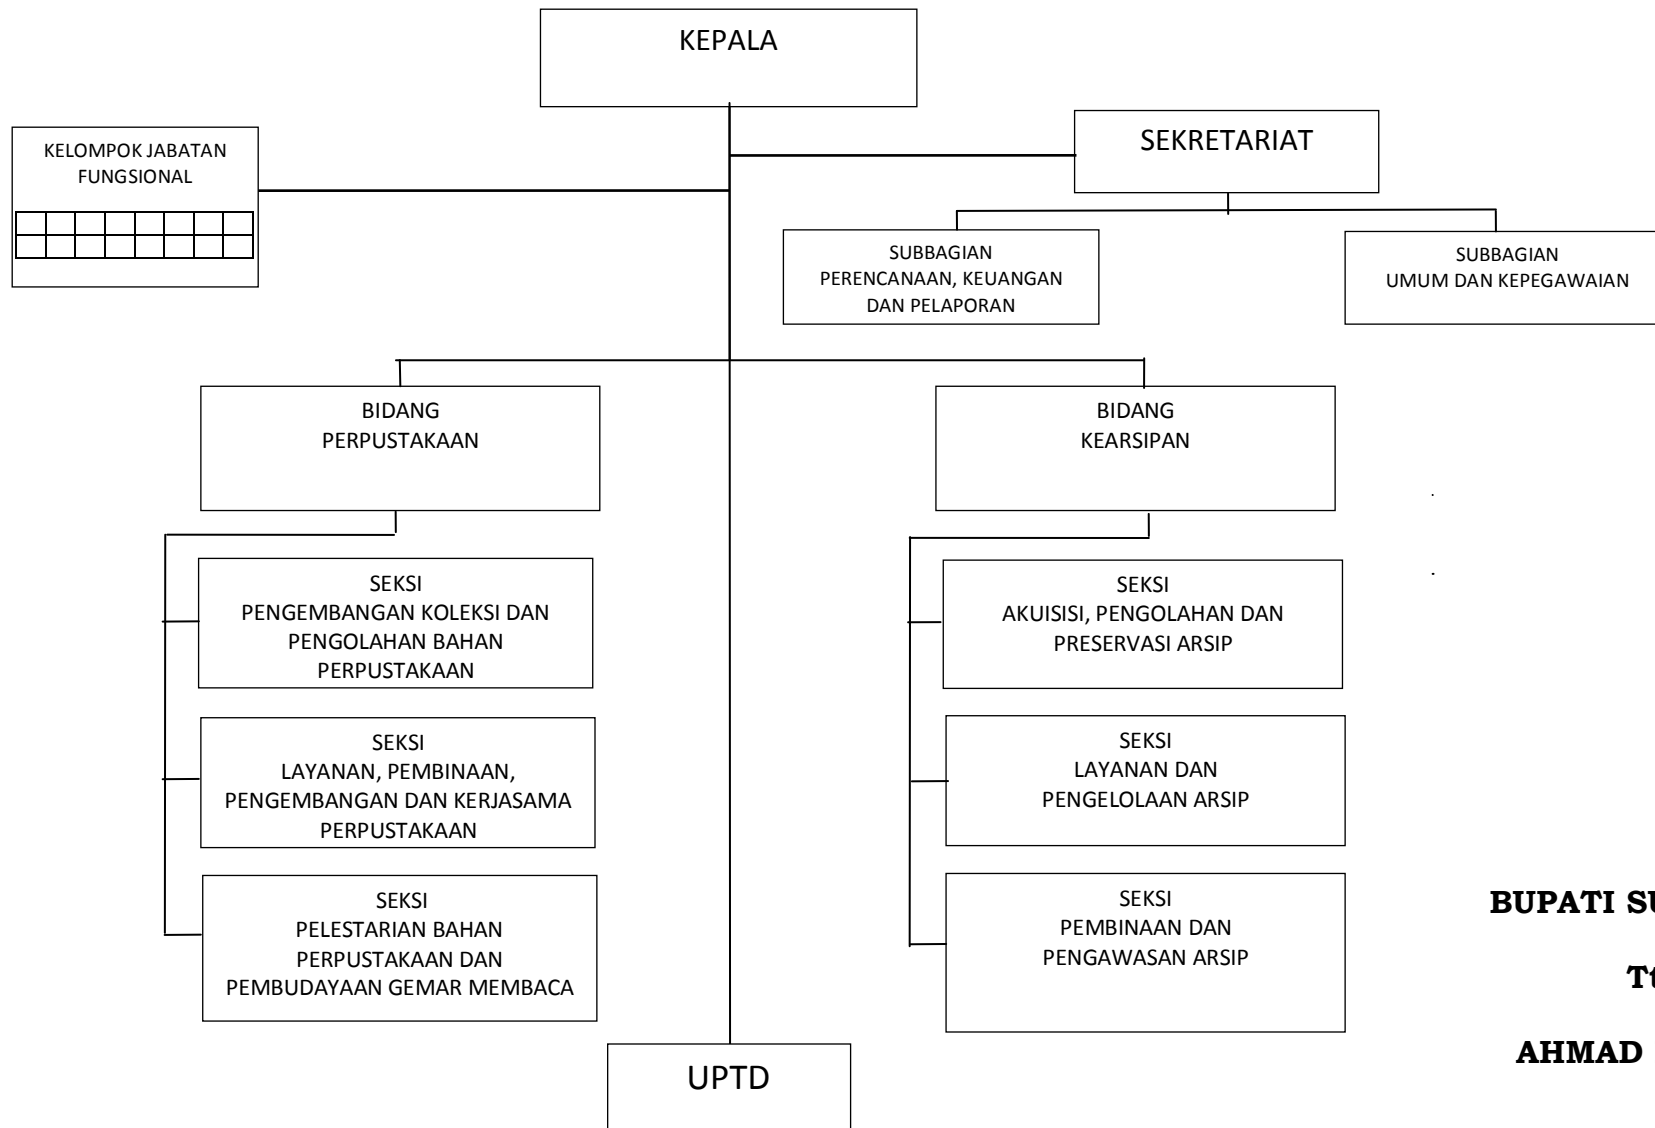 KEPALA
KELOMPOK JABATAN
FUNGSIONAL
SEKRETARIAT
SUBBAGIAN
PERENCANAAN, KEUANGAN
DAN PELAPORAN
SUBBAGIAN
UMUM DAN KEPEGAWAIAN
BIDANG
PERPUSTAKAAN
BIDANG
KEARSIPAN
SEKSI
PENGEMBANGAN KOLEKSI DAN
PENGOLAHAN BAHAN
PERPUSTAKAAN
SEKSI
LAYANAN, PEMBINAAN,
PENGEMBANGAN DAN KERJASAMA
PERPUSTAKAAN
SEKSI
PELESTARIAN BAHAN
PERPUSTAKAAN DAN
PEMBUDAYAAN GEMAR MEMBACA
SEKSI
AKUISISI, PENGOLAHAN DAN
PRESERVASI ARSIP
SEKSI
LAYANAN DAN
PENGELOLAAN ARSIP
SEKSI
PEMBINAAN DAN
PENGAWASAN ARSIP
UPTD
BUPATI
AHMAD